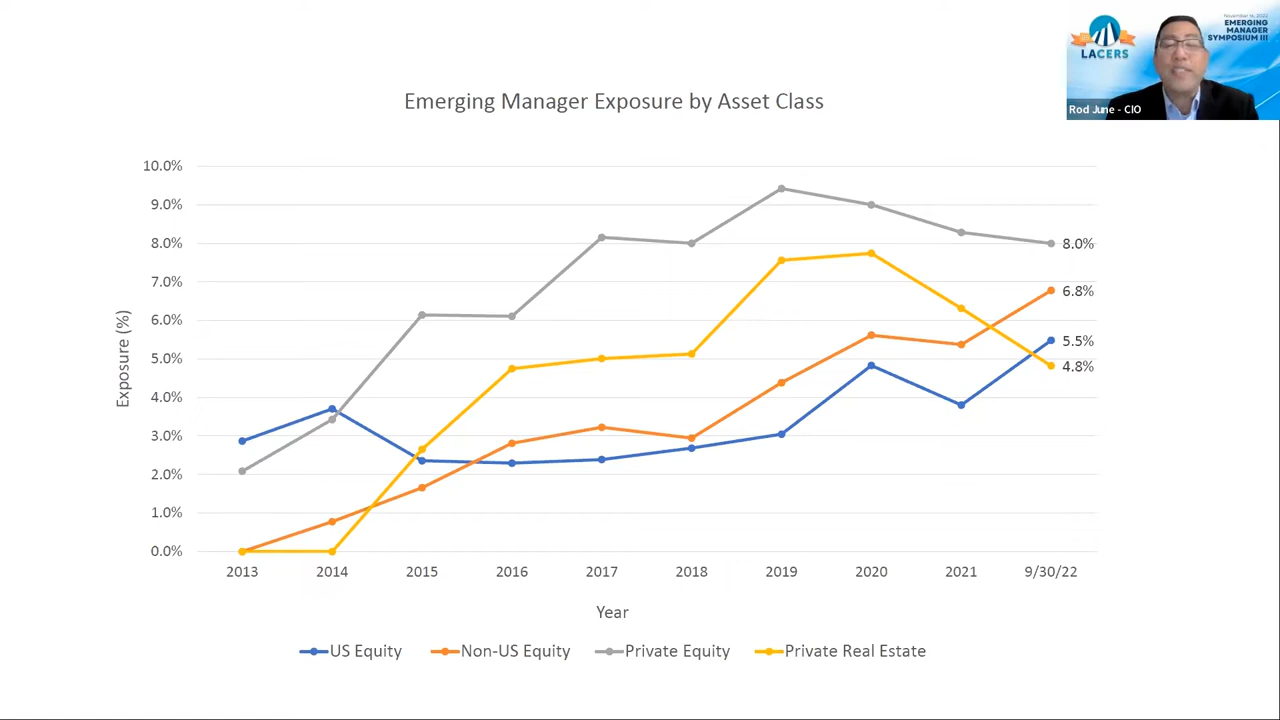 November 16, 2022
EMERGING
MANAGER
SYMPOSIUM III
LACERS
Rod June - CIO
Emerging Manager Exposure by Asset Class
10.0%
9.0%
8.0%
7.0%
6.0%
5.0%
4.0%
3.0%
2.0%
1.0%
0.0%
Exposure (%)
8.0%
6.8%
5.5%
4.8%
2013 2014 2015 2016 2017 2018 2019 2020 2021 9/30/22
Year
US Equity Non-US Equity Private Equity Private Real Estate